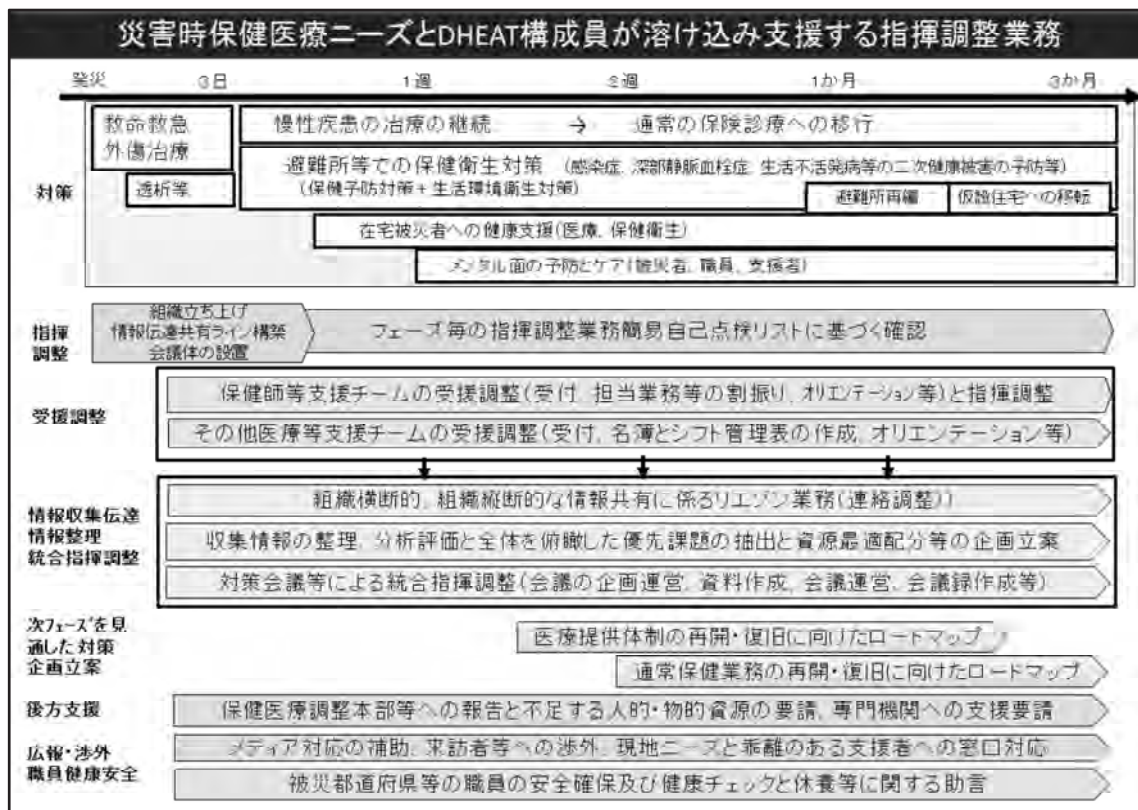 災害時保健医療ニーズとDHEAT構成員が溶け込み支援する指揮調整業務
発災 3日 1週 2週 1か月 3か月
対策
救命救急
外傷治療
透析等
慢性疾患の治療の継続 → 通常の保険診療への移行
避難所等での保健衛生対策 (感染症、深部静脈血栓症、生活不活発病等の二次健康被害の予防等)
(保健予防対策+生活環境衛生対策)
避難所再編 仮設住宅への移転
在宅被災者への健康支援(医療、保健衛生)
メンタル面の予防とケア(被災者、職員、支援者)
指揮
調整
組織立ち上げ
情報伝達共有ライン構築
会議体の設置
フェーズ毎の指揮調整業務簡易自己点検リストに基づく確認
受援調整
保健師等支援チームの受援調整(受付、担当業務等の割振り、オリエンテーション等)と指揮調整
その他医療等支援チームの受援調整(受付、名簿とシフト管理表の作成、オリエンテーション等)
情報収集伝達
情報整理
統合指揮調整
組織横断的、組織縦断的な情報共有に係るリエゾン業務(連絡調整))
収集情報の整理、分析評価と全体を俯瞰した優先課題の抽出と資源最適配分等の企画立案
対策会議等による統合指揮調整(会議の企画運営、資料作成、会議運営、会議録作成等)
次フェーズを見
通した対策
企画立案
医療提供体制の再開・復旧に向けたロードマップ
通常保健業務の再開・復旧に向けたロードマップ
後方支援
保健医療調整本部等への報告と不足する人的・物的資源の要請、専門機関への支援要請
広報・渉外
職員健康安全
メディア対応の補助、来訪者等への渉外、現地ニーズと乖離のある支援者への窓口対応
被災都道府県等の職員の安全確保及び健康チェックと休養等に関する助言